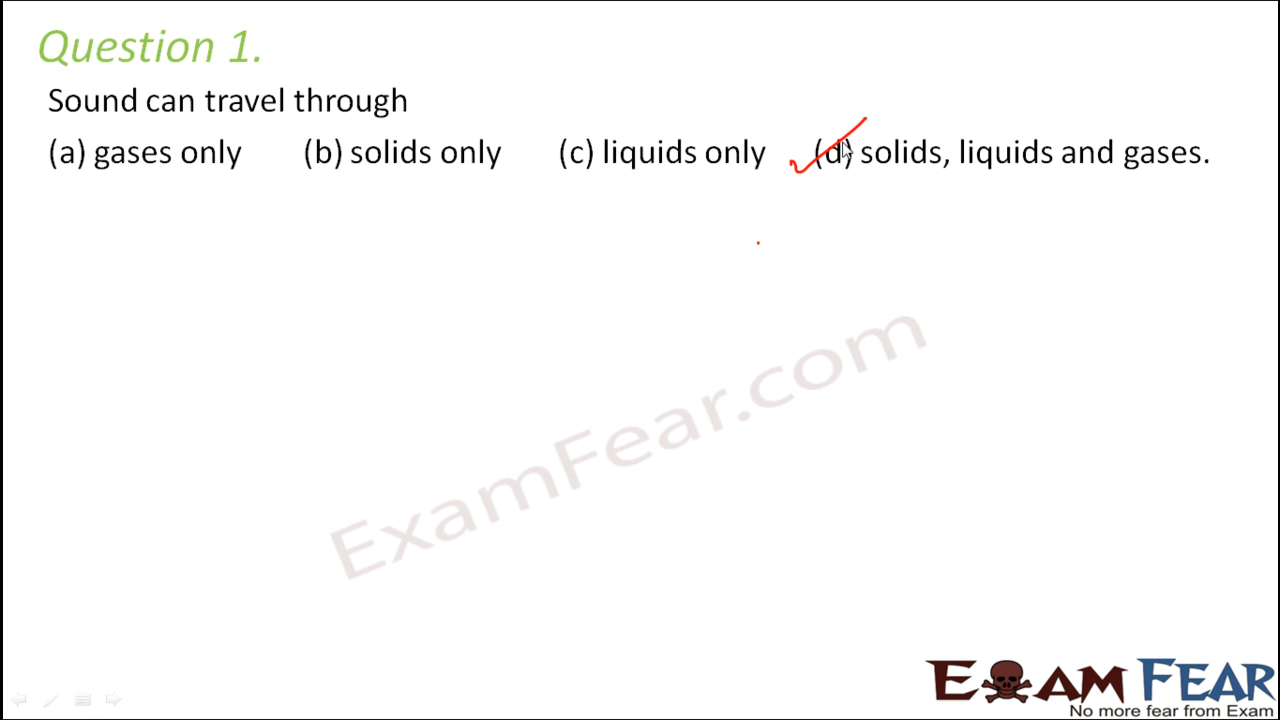 Question 1.
Sound can travel through
(a) gases only (b) solids only (c) liquids only (d) solids, liquids and gases.
ExamFear.com
EXAM FEAR
No more fear from Exam